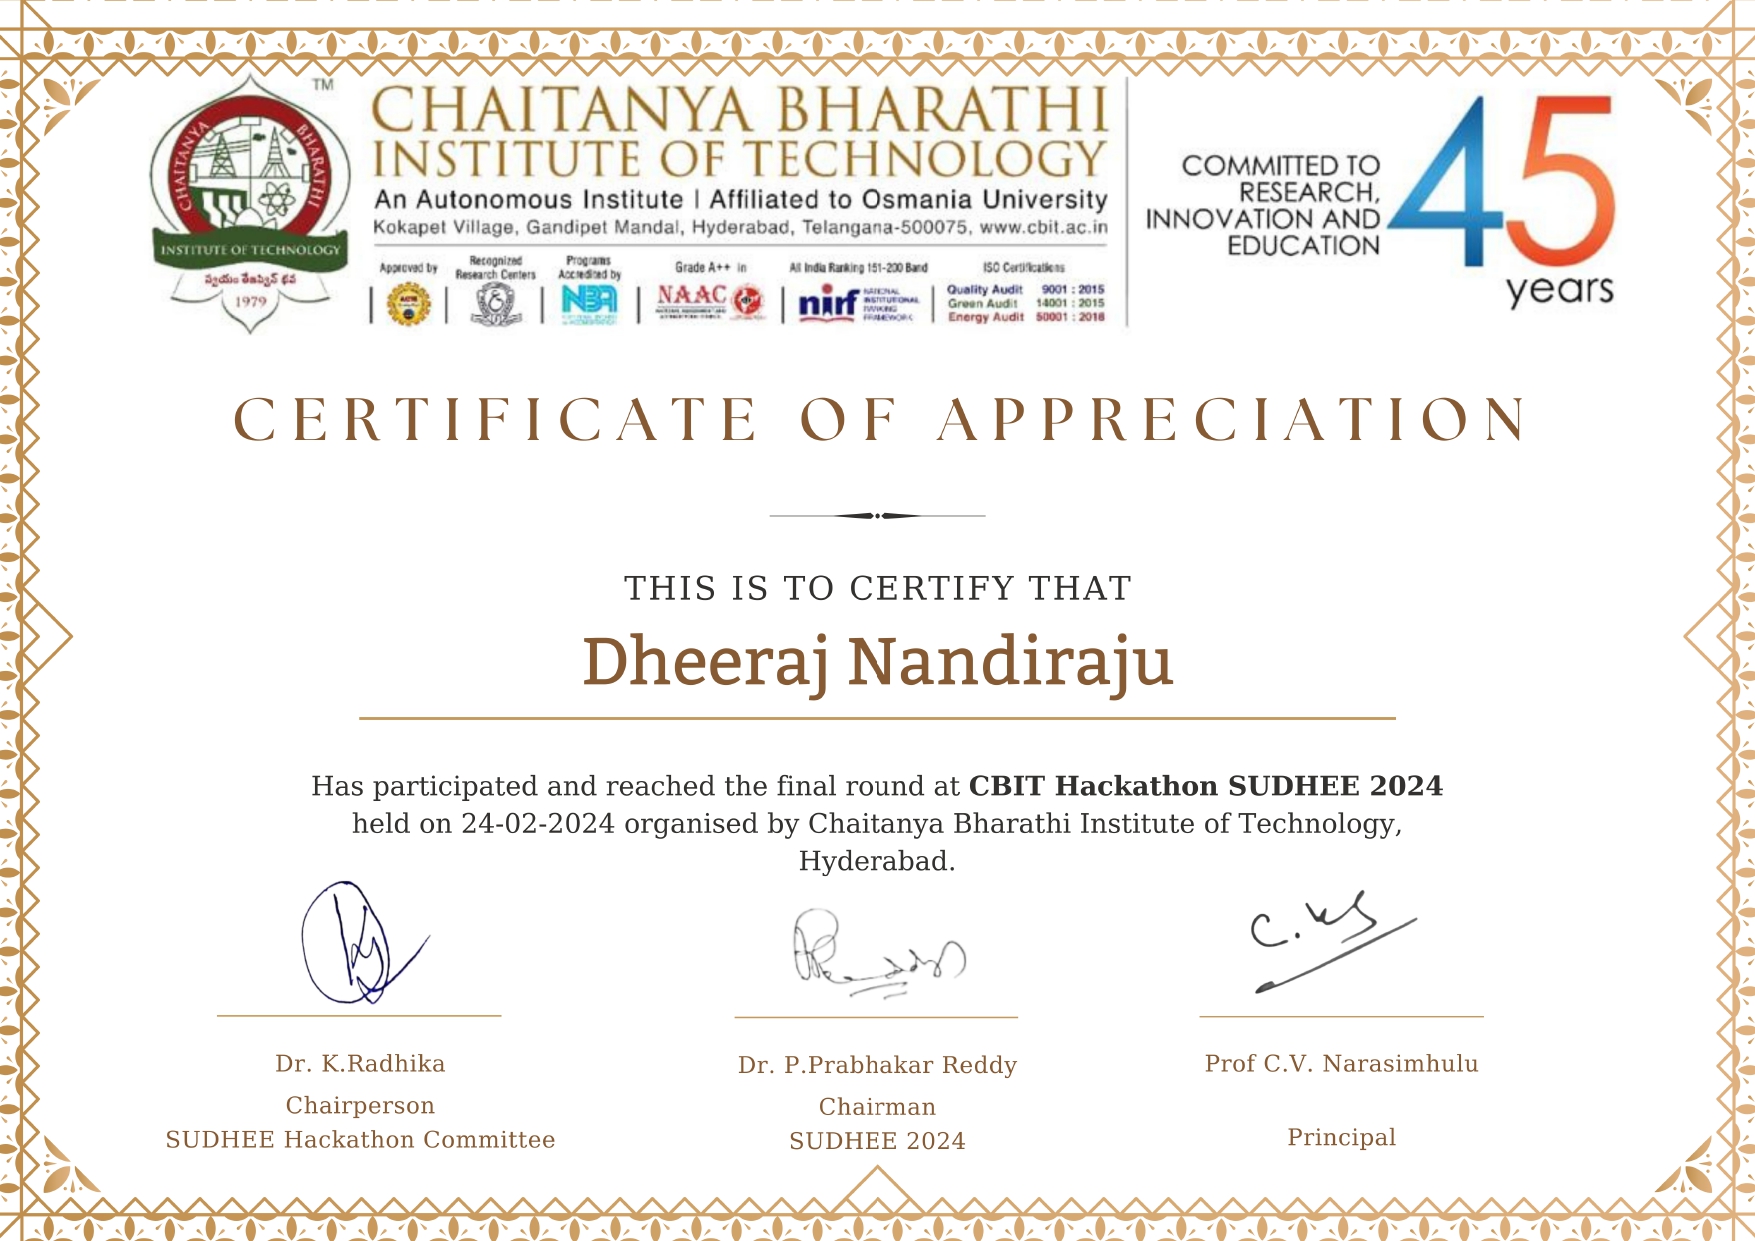 TM
CHAITANYA BHARATHI
INSTITUTE OF TECHNOLOGY
1979
CHAITANYA BHARATHI
INSTITUTE OF TECHNOLOGY
An Autonomous Institute | Affiliated to Osmania University
Kokapet Village, Gandipet Mandal, Hyderabad, Telangana-500075, www.cbit.ac.in
Approved by
Recognized
Research Centers
Programs
Accredited by
NBA
Grade A++ in
NAAC
All India Ranking 151-200 Band
nirf
NATIONAL
INSTITUTIONAL
RANKING
FRAMEWORK
ISO Certifications
Quality Audit 9001 : 2015
Green Audit 14001 : 2015
Energy Audit 50001 : 2018
COMMITTED TO
RESEARCH,
INNOVATION AND
EDUCATION
45
years
CERTIFICATE OF APPRECIATION
THIS IS TO CERTIFY THAT
Dheeraj Nandiraju
Has participated and reached the final round at CBIT Hackathon SUDHEE 2024
held on 24-02-2024 organised by Chaitanya Bharathi Institute of Technology,
Hyderabad.
Dr. K.Radhika
Chairperson
SUDHEE Hackathon Committee
Dr. P.Prabhakar Reddy
Chairman
SUDHEE 2024
Prof C.V. Narasimhulu
Principal